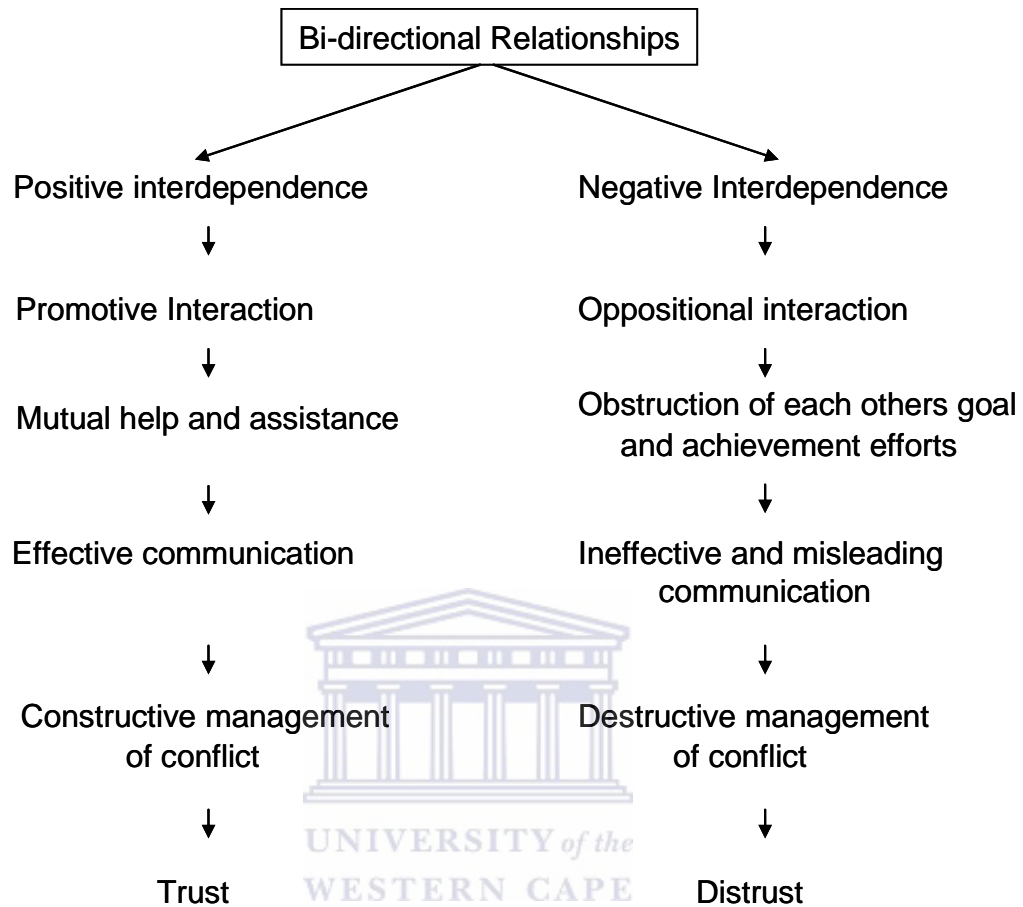 Bi-directional Relationships
Positive interdependence
Negative Interdependence
Promotive Interaction
Oppositional interaction
Mutual help and assistance
Obstruction of each others goal
and achievement efforts
Effective communication
Ineffective and misleading
communication
Constructive management
of conflict
Destructive management
of conflict
UNIVERSITY of the
WESTERN CAPE
Trust
Distrust